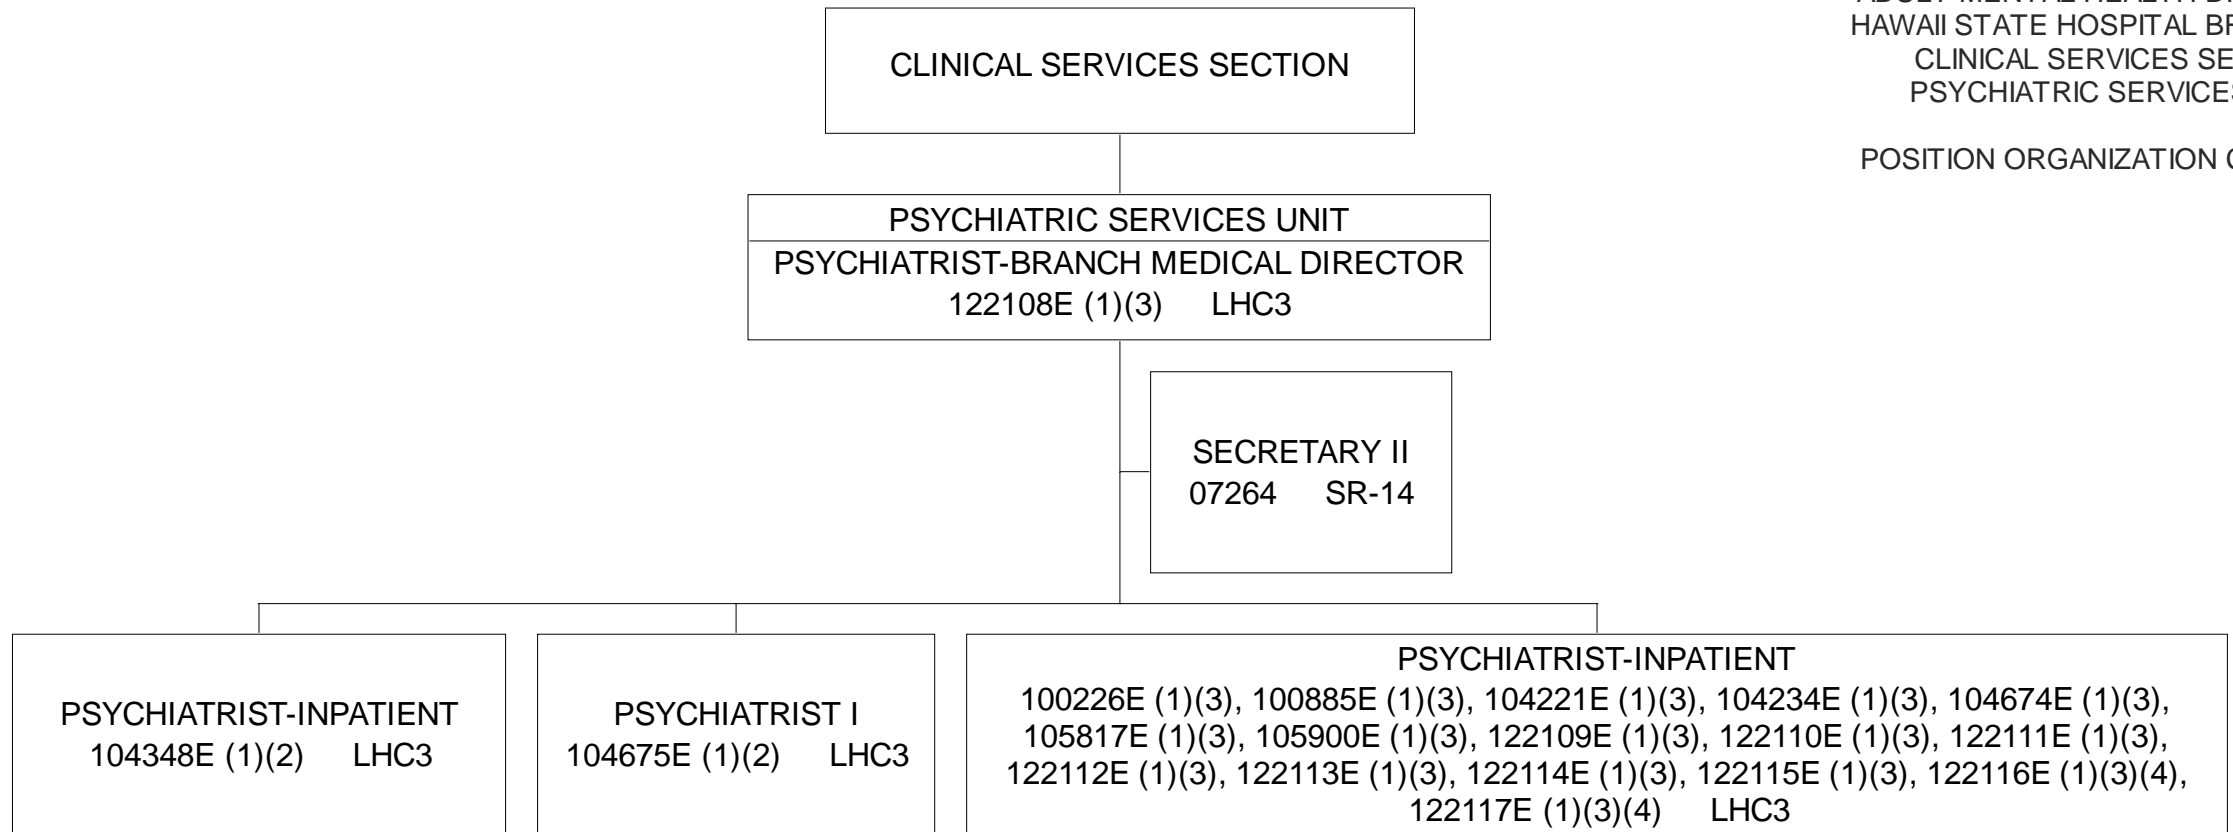 CLINICAL SERVICES SECTION
HAWAII STATE HOSPITAL
CLINICAL SERVICES
PSYCHIATRIC SERVICES
POSITION ORGANIZATION
PSYCHIATRIC SERVICES UNIT
PSYCHIATRIST-BRANCH MEDICAL DIRECTOR
122108E (1)(3) LHC3
SECRETARY II
07264 SR-14
PSYCHIATRIST-INPATIENT
104348E (1)(2) LHC3
PSYCHIATRIST I
104675E (1)(2) LHC3
PSYCHIATRIST-INPATIENT
100226E (1)(3), 100885E (1)(3), 104221E (1)(3), 104234E (1)(3), 104674E (1)(3),
105817E (1)(3), 105900E (1)(3), 122109E (1)(3), 122110E (1)(3), 122111E (1)(3),
122112E (1)(3), 122113E (1)(3), 122114E (1)(3), 122115E (1)(3), 122116E (1)(3)(4),
122117E (1)(3)(4) LHC3